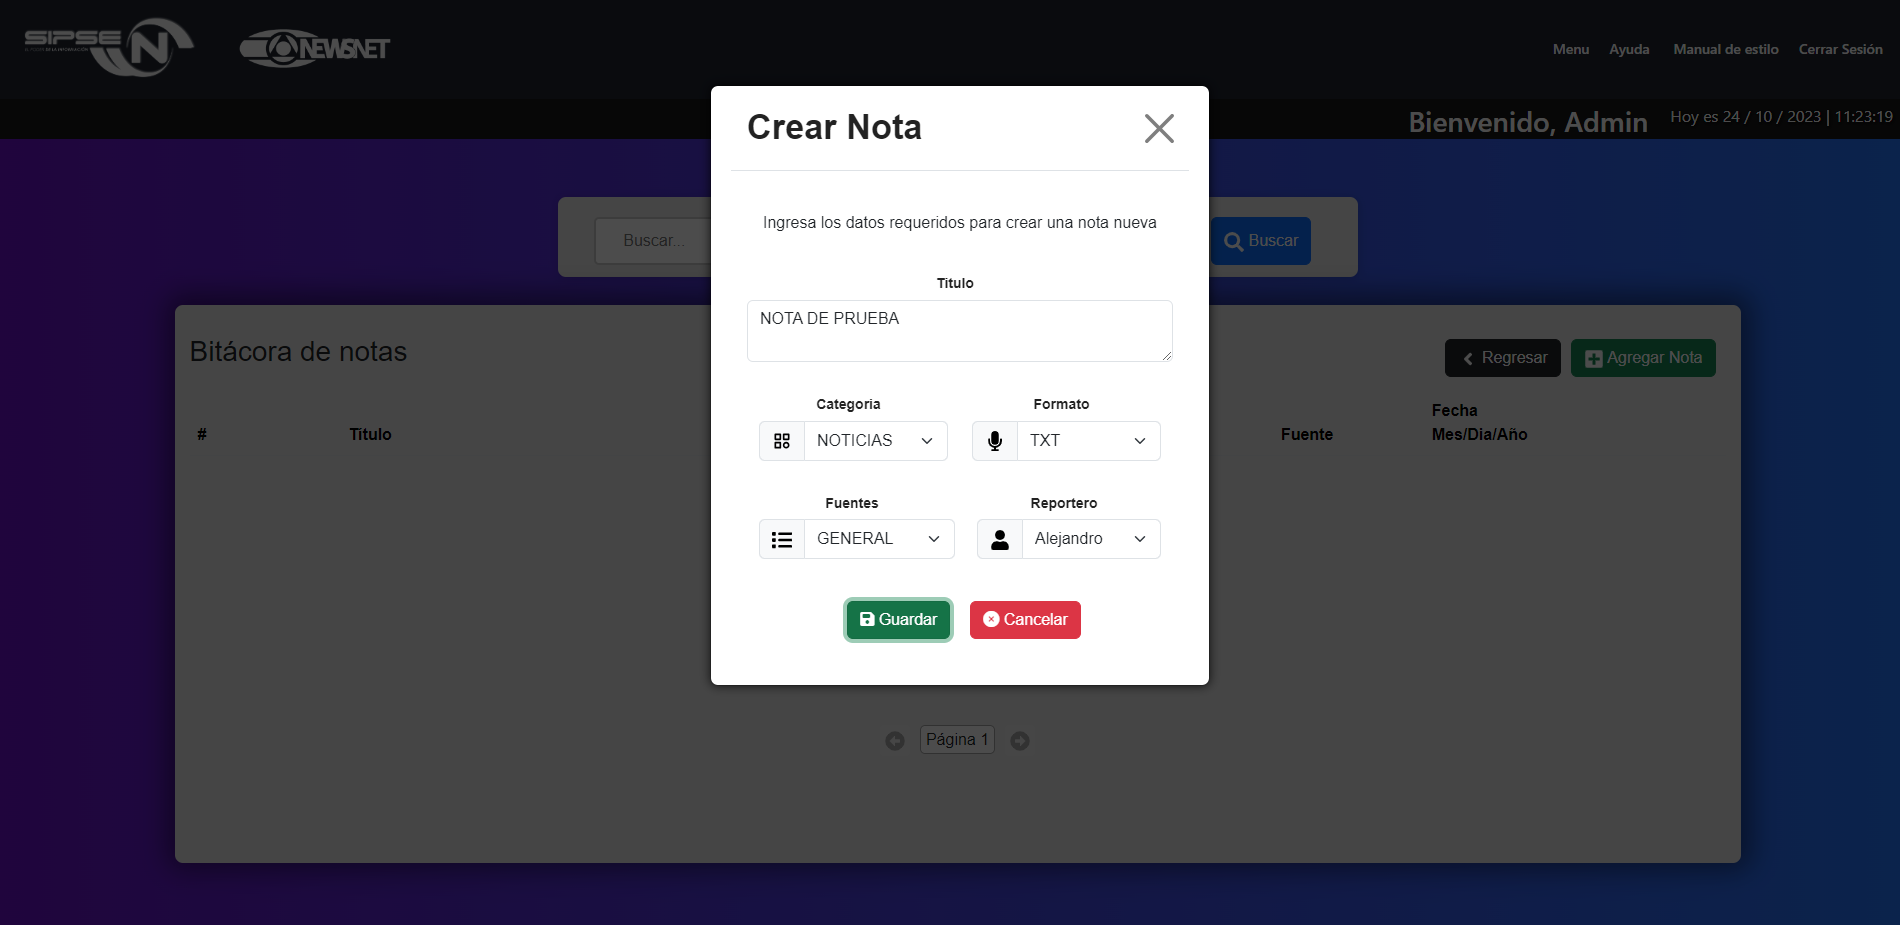 SIPSE
NEWSNET
Menu Ayuda Manual de estilo Cerrar Sesión
Bienvenido, Admin Hoy es 24 / 10 / 2023 | 11:23:19
Crear Nota
Ingresa los datos requeridos para crear una nota nueva
Buscar... Buscar
Titulo
NOTA DE PRUEBA
Bitácora de notas
Regresar Agregar Nota
Categoria Formato
NOTICIAS TXT
# Titulo Fuente Fecha
Mes/Dia/Año
Fuentes Reportero
GENERAL Alejandro
Guardar Cancelar
Página 1